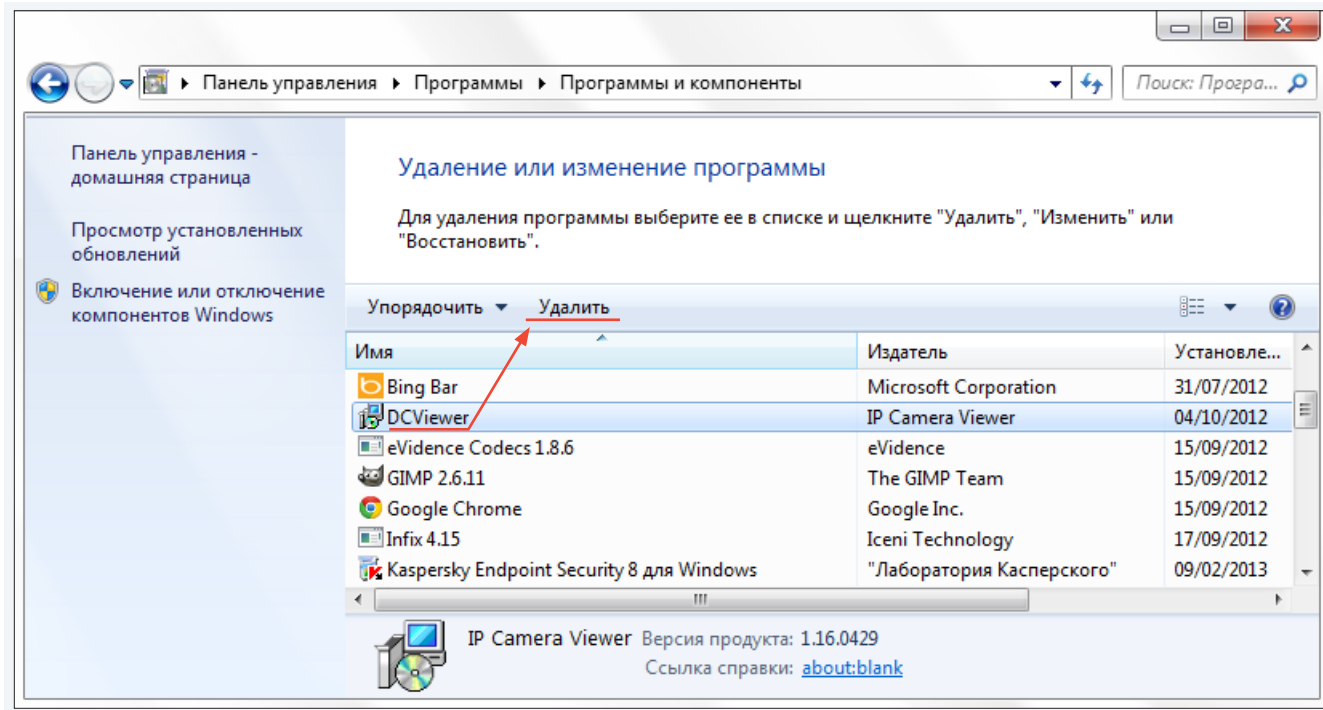 Панель управления Программы Программы и компоненты Поиск: Програ...
Панель управления -
домашняя страница
Просмотр установленных
обновлений
Включение или отключение
компонентов Windows
Удаление или изменение программы
Для удаления программы выберите ее в списке и щелкните "Удалить", "Изменить" или
"Восстановить".
Упорядочить Удалить
Имя Издатель Установле...
Bing Bar Microsoft Corporation 31/07/2012
DCViewer IP Camera Viewer 04/10/2012
eVidence Codecs 1.8.6 eVidence 15/09/2012
GIMP 2.6.11 The GIMP Team 15/09/2012
Google Chrome Google Inc. 15/09/2012
Infix 4.15 Iceni Technology 17/09/2012
Kaspersky Endpoint Security 8 для Windows "Лаборатория Касперского" 09/02/2013
IP Camera Viewer Версия продукта: 1.16.0429
Ссылка справки: about:blank